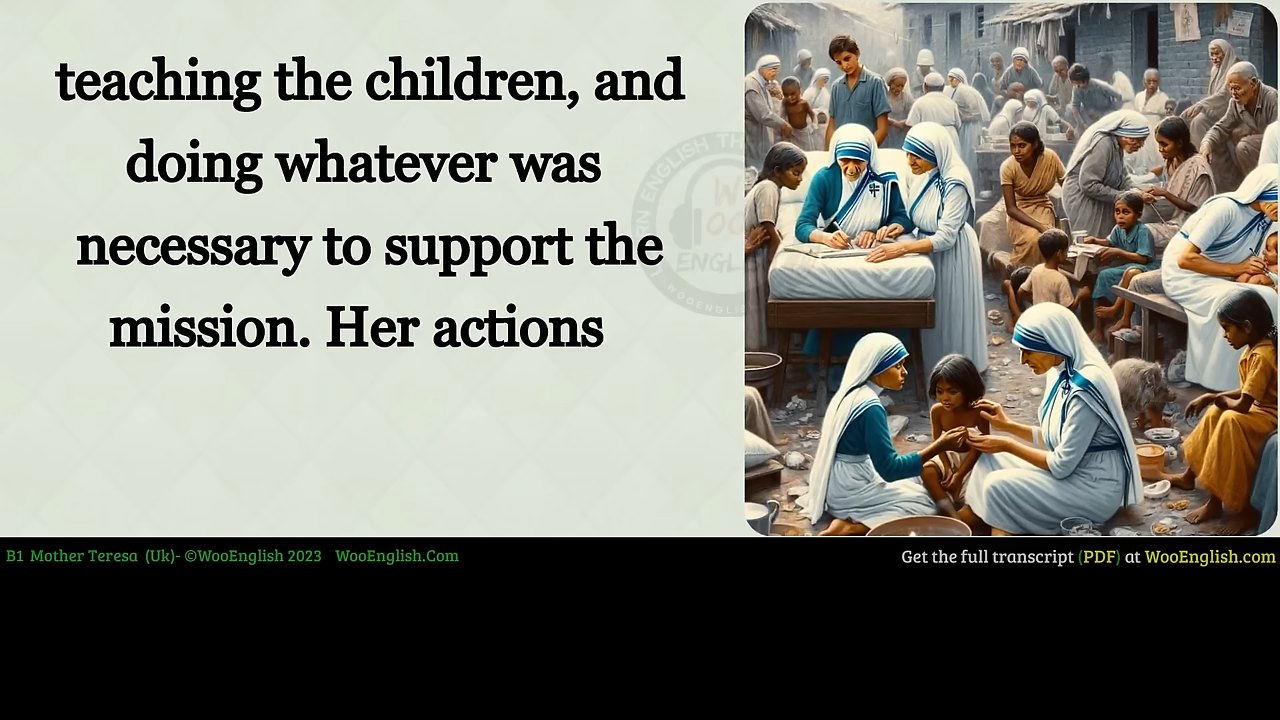 teaching the children, and
doing whatever was
necessary to support the
mission. Her actions
B1 Mother Teresa (Uk)- ©WooEnglish 2023 WooEnglish.Com
Get the full transcript (PDF) at WooEnglish.com